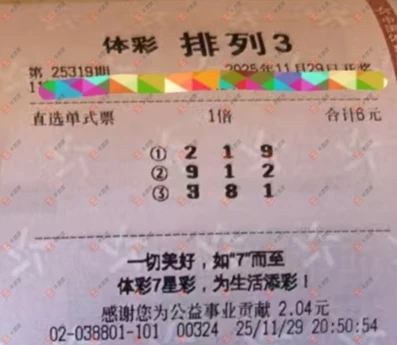 体彩 排列3
第 25319期 2025年11月29日开奖
直选单式票 1倍 合计6元
① 2 1 9
② 9 1 2
③ 3 8 1
一切美好，如“7”而至
体彩7星彩，为生活添彩！
感谢您为公益事业贡献 2.04元
02-038801-101 00324 25/11/29 20:50:54